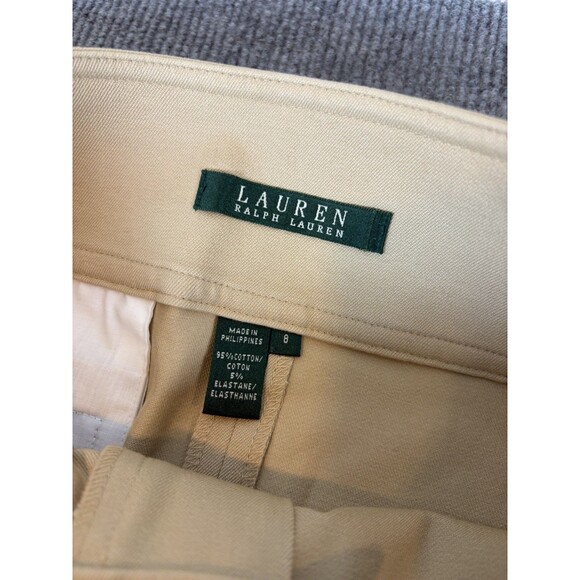 LAUREN
RALPH LAUREN
MADE IN
PHILIPPINES
8
95% COTTON/
COTON
5%
ELASTANE/
ELASTHANNE